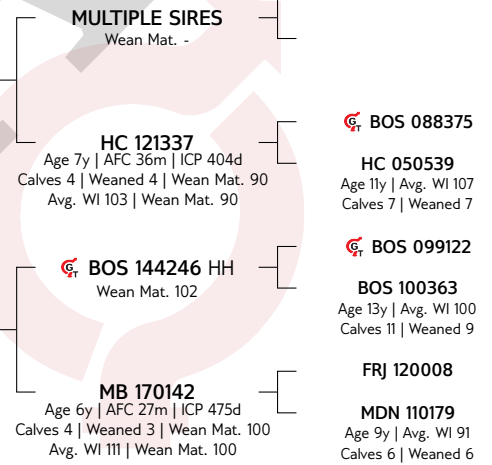 MULTIPLE SIRES
Wean Mat. -
HC 121337
Age 7y | AFC 36m | ICP 404d
Calves 4 | Weaned 4 | Wean Mat. 90
Avg. WI 103 | Wean Mat. 90
GT BOS 088375
HC 050539
Age 11y | Avg. WI 107
Calves 7 | Weaned 7
GT BOS 144246 HH
Wean Mat. 102
GT BOS 099122
BOS 100363
Age 13y | Avg. WI 100
Calves 11 | Weaned 9
MB 170142
Age 6y | AFC 27m | ICP 475d
Calves 4 | Weaned 3 | Wean Mat. 100
Avg. WI 111 | Wean Mat. 100
FRJ 120008
MDN 110179
Age 9y | Avg. WI 91
Calves 6 | Weaned 6